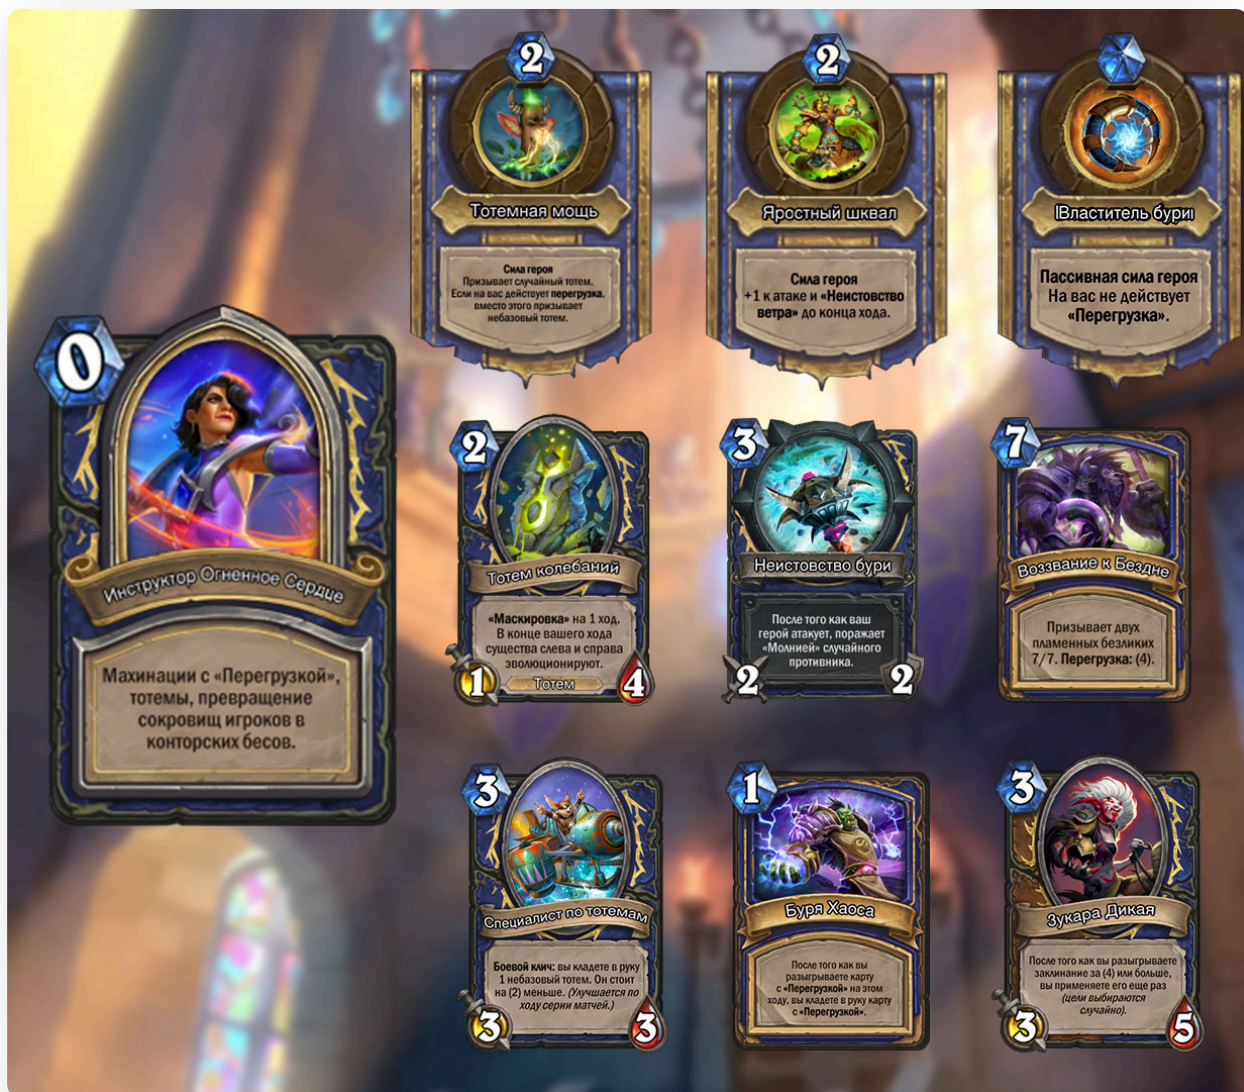 0
Инструктор Огненное Сердце
Махинации с «Перегрузкой»,
тотемы, превращение
сокровищ игроков в
конторских бесов.
2
Тотемная мощь
Сила героя
Призывает случайный тотем.
Если на вас действует перегрузка,
вместо этого призывает
небазовый тотем.
2
Яростный шквал
Сила героя
+1 к атаке и «Неистовство
ветра» до конца хода.
Властитель бури
Пассивная сила героя
На вас не действует
«Перегрузка».
2
Тотем колебаний
«Маскировка» на 1 ход.
В конце вашего хода
существа слева и справа
эволюционируют.
Тотем
1
4
3
Неистовство бури
После того как ваш
герой атакует, поражает
«Молнией» случайного
противника.
2
2
7
Воззвание к Бездне
Призывает двух
пламенных безликих
7/7. Перегрузка: (4).
3
Специалист по тотемам
Боевой клич: вы кладете в руку
1 небазовый тотем. Он стоит
на (2) меньше. (Улучшается по
ходу серии матчей.)
3
3
1
Буря Хаоса
После того как вы
разыгрываете карту
с «Перегрузкой» на этом
ходу, вы кладете в руку карту
с «Перегрузкой».
3
Зукара Дикая
После того как вы разыгрываете
заклинание за (4) или больше,
вы применяете его еще раз
(цели выбираются
случайно).
3
5